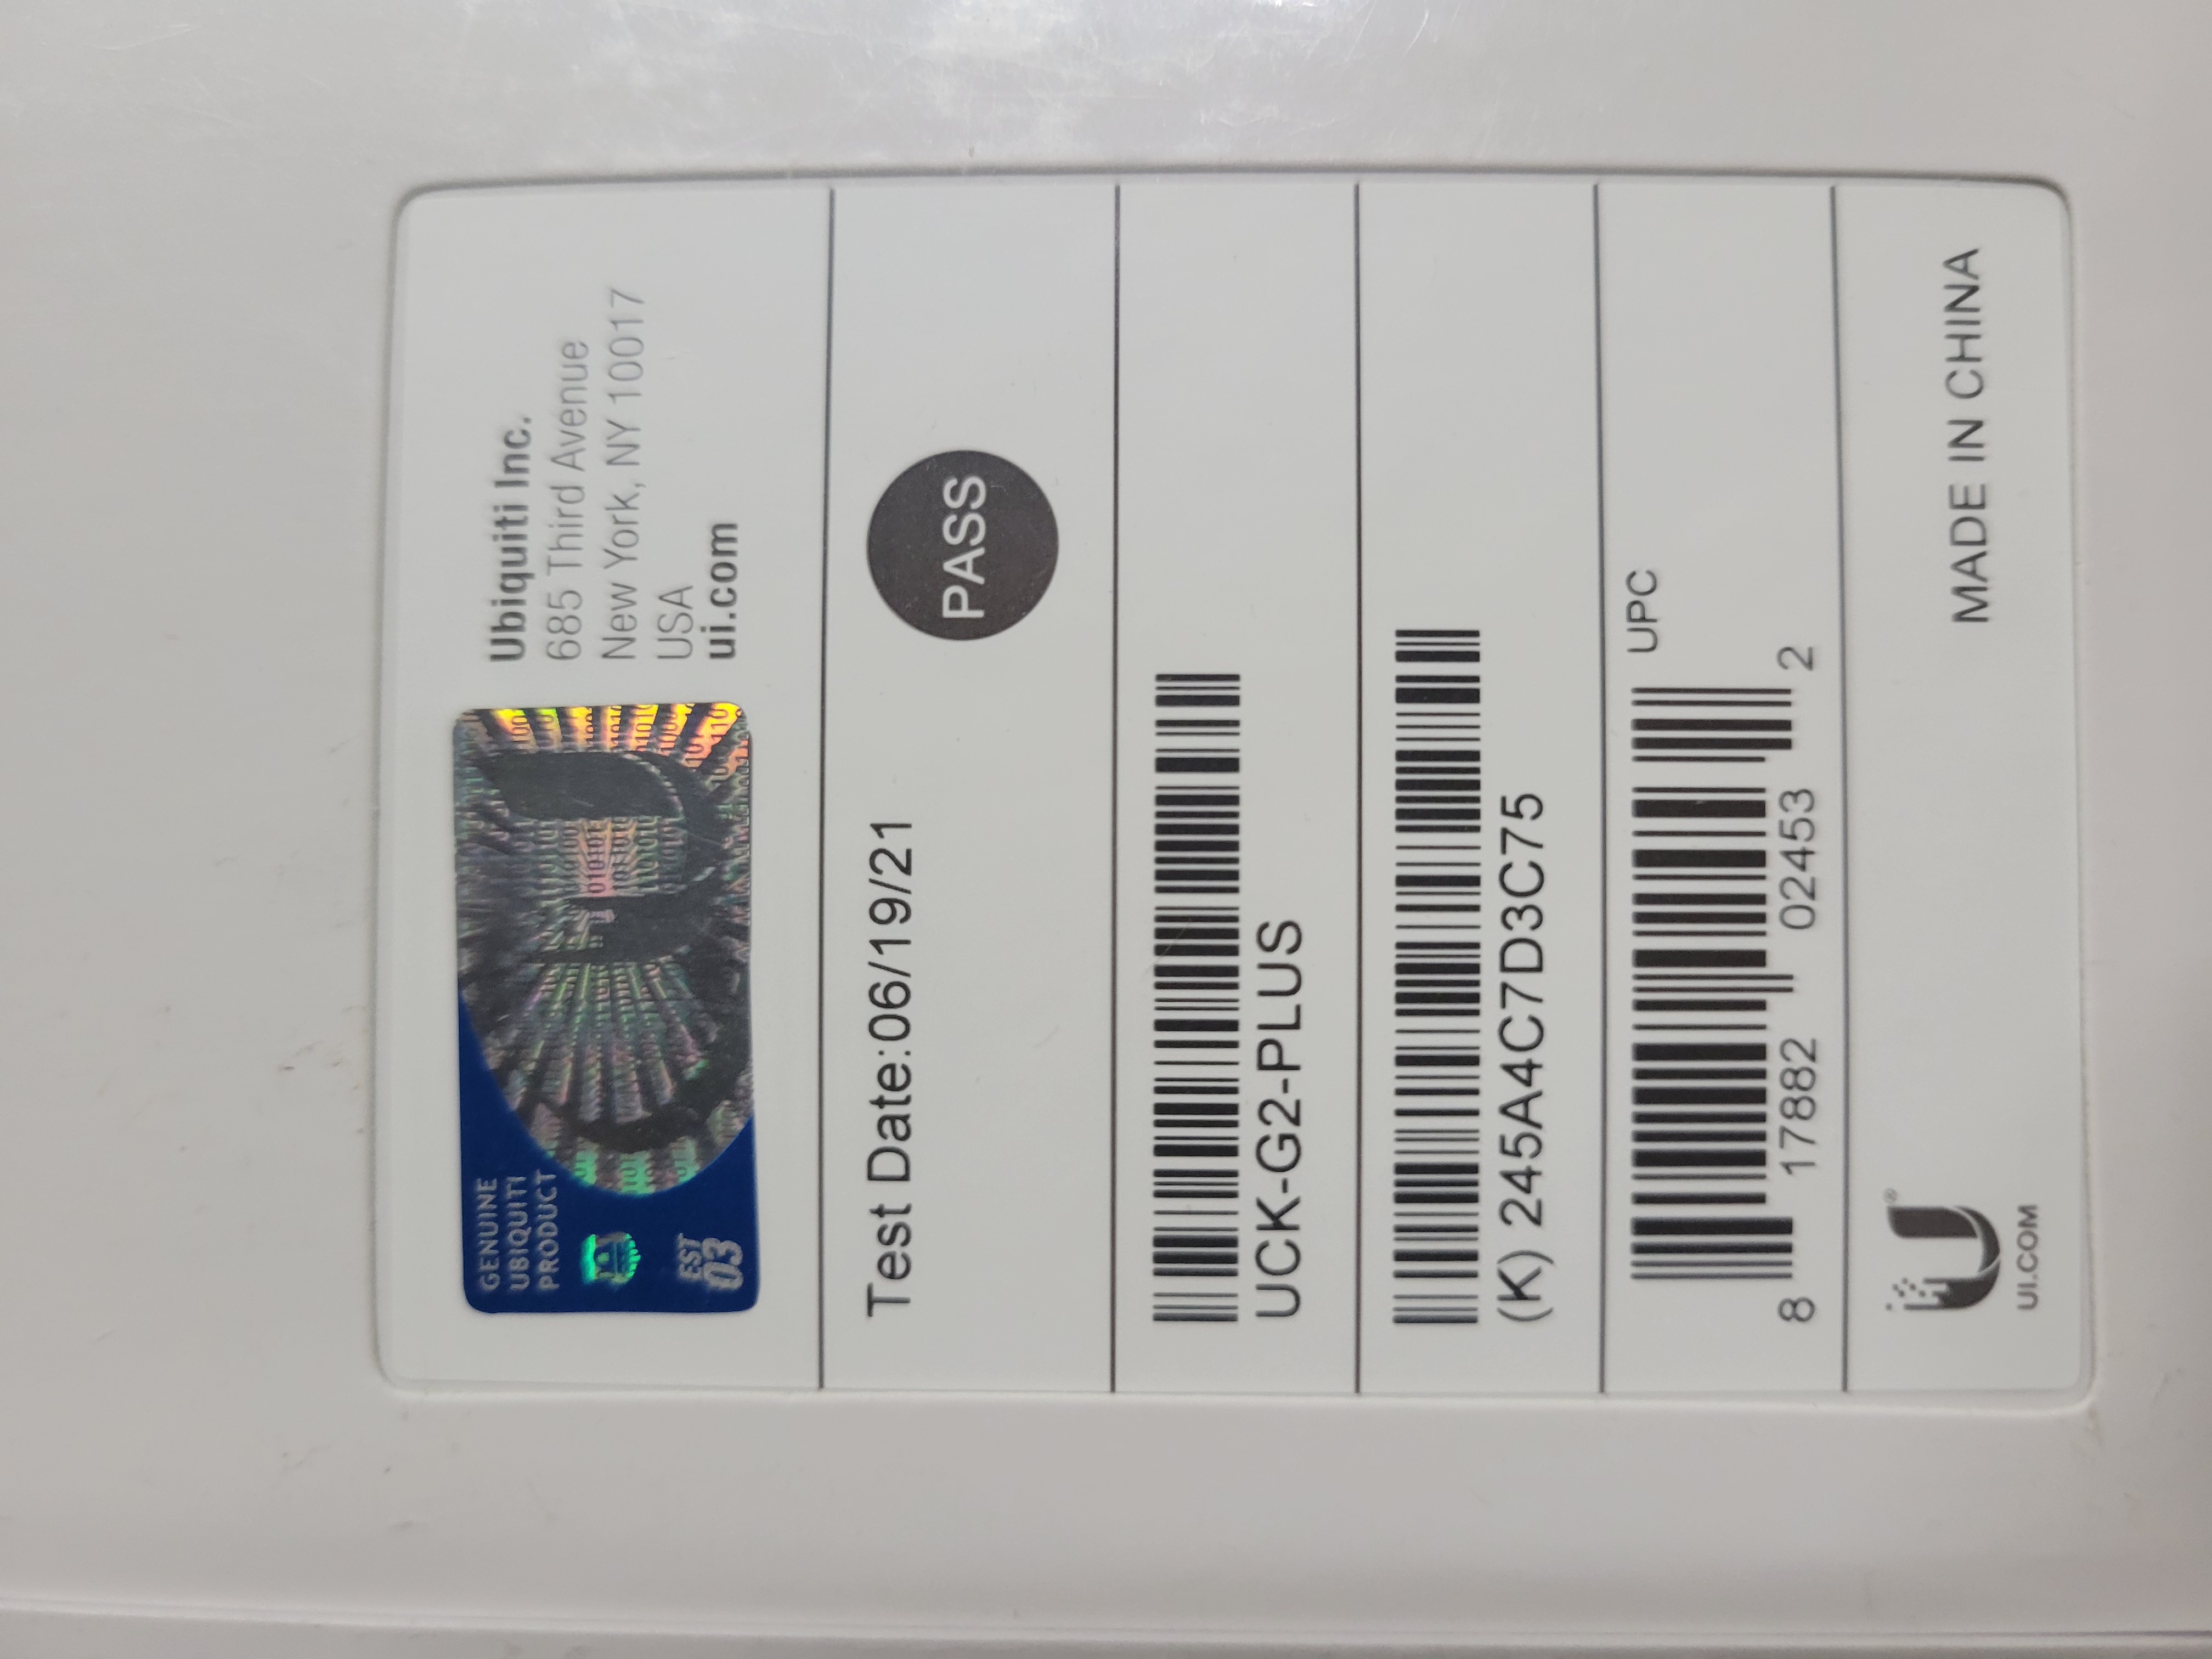 GENUINE
UBIQUITI
PRODUCT
EST
03
Ubiquiti Inc.
685 Third Avenue
New York, NY 10017
USA
ui.com
Test Date:06/19/21
PASS
UCK-G2-PLUS
(K) 245A4C7D3C75
UPC
8 17882 02453 2
UI.COM
MADE IN CHINA